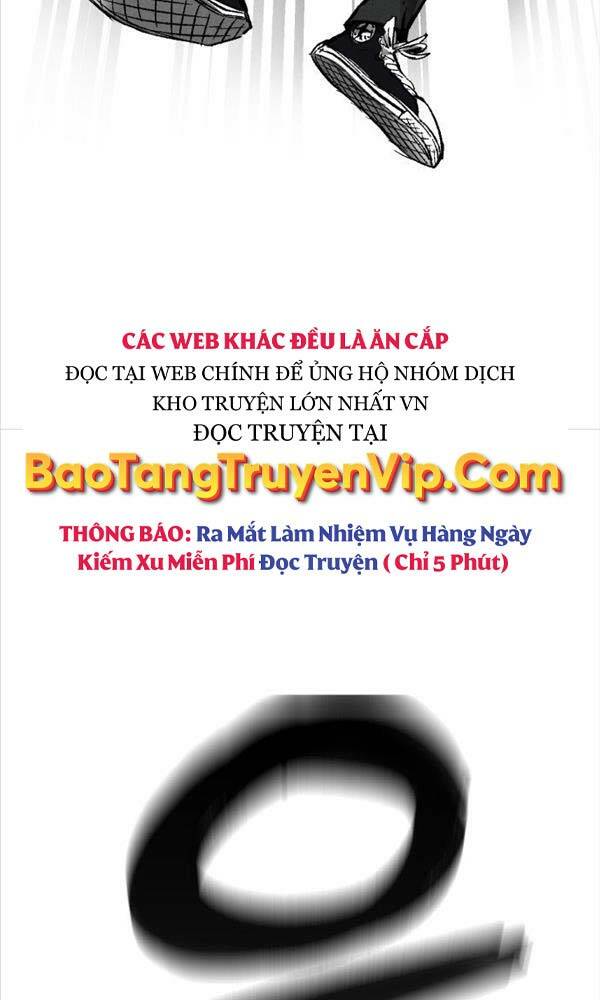 CÁC WEB KHÁC ĐỀU LÀ ĂN CẮP
ĐỌC TẠI WEB CHÍNH ĐỂ ỦNG HỘ NHÓM DỊCH
KHO TRUYỆN LỚN NHẤT VN
ĐỌC TRUYỆN TẠI
BaoTangTruyenVip.Com
THÔNG BÁO: Ra Mắt Làm Nhiệm Vụ Hàng Ngày
Kiếm Xu Miễn Phí Đọc Truyện ( Chỉ 5 Phút)